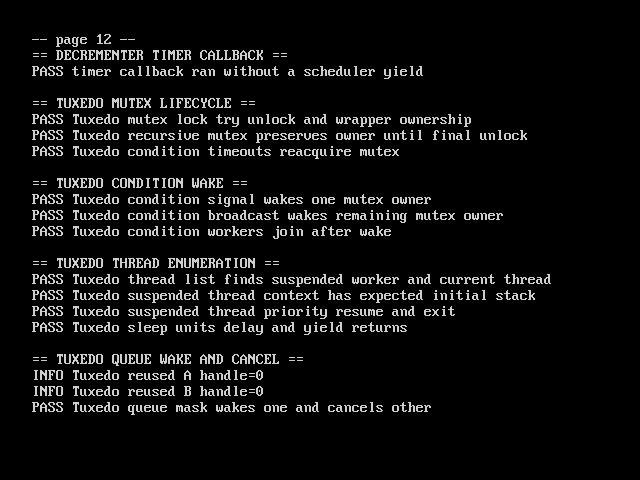 -- page 12 --
== DECREMENTER TIMER CALLBACK ==
PASS timer callback ran without a scheduler yield
== TUXEDO MUTEX LIFECYCLE ==
PASS Tuxedo mutex lock try unlock and wrapper ownership
PASS Tuxedo recursive mutex preserves owner until final unlock
PASS Tuxedo condition timeouts reacquire mutex
== TUXEDO CONDITION WAKE ==
PASS Tuxedo condition signal wakes one mutex owner
PASS Tuxedo condition broadcast wakes remaining mutex owner
PASS Tuxedo condition workers join after wake
== TUXEDO THREAD ENUMERATION ==
PASS Tuxedo thread list finds suspended worker and current thread
PASS Tuxedo suspended thread context has expected initial stack
PASS Tuxedo suspended thread priority resume and exit
PASS Tuxedo sleep units delay and yield returns
== TUXEDO QUEUE WAKE AND CANCEL ==
INFO Tuxedo reused A handle=0
INFO Tuxedo reused B handle=0
PASS Tuxedo queue mask wakes one and cancels other